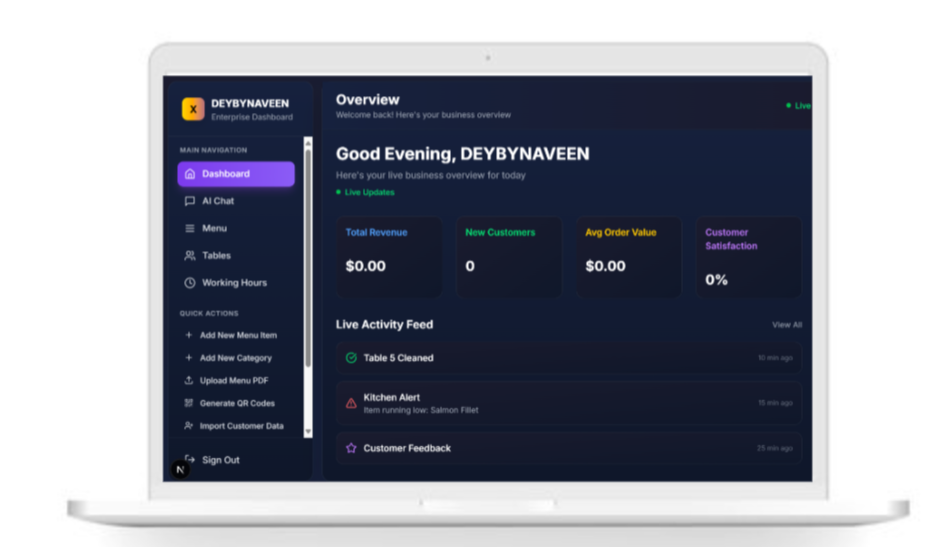 X
DEYBYNAVEEN
Enterprise Dashboard
MAIN NAVIGATION
Dashboard
AI Chat
Menu
Tables
Working Hours
QUICK ACTIONS
Add New Menu Item
Add New Category
Upload Menu PDF
Generate QR Codes
Import Customer Data
Sign Out
N
Overview
Welcome back! Here's your business overview
Live
Good Evening, DEYBYNAVEEN
Here's your live business overview for today
Live Updates
Total Revenue
$0.00
New Customers
0
Avg Order Value
$0.00
Customer
Satisfaction
0%
Live Activity Feed
View All
Table 5 Cleaned
10 min ago
Kitchen Alert
Item running low: Salmon Fillet
15 min ago
Customer Feedback
25 min ago